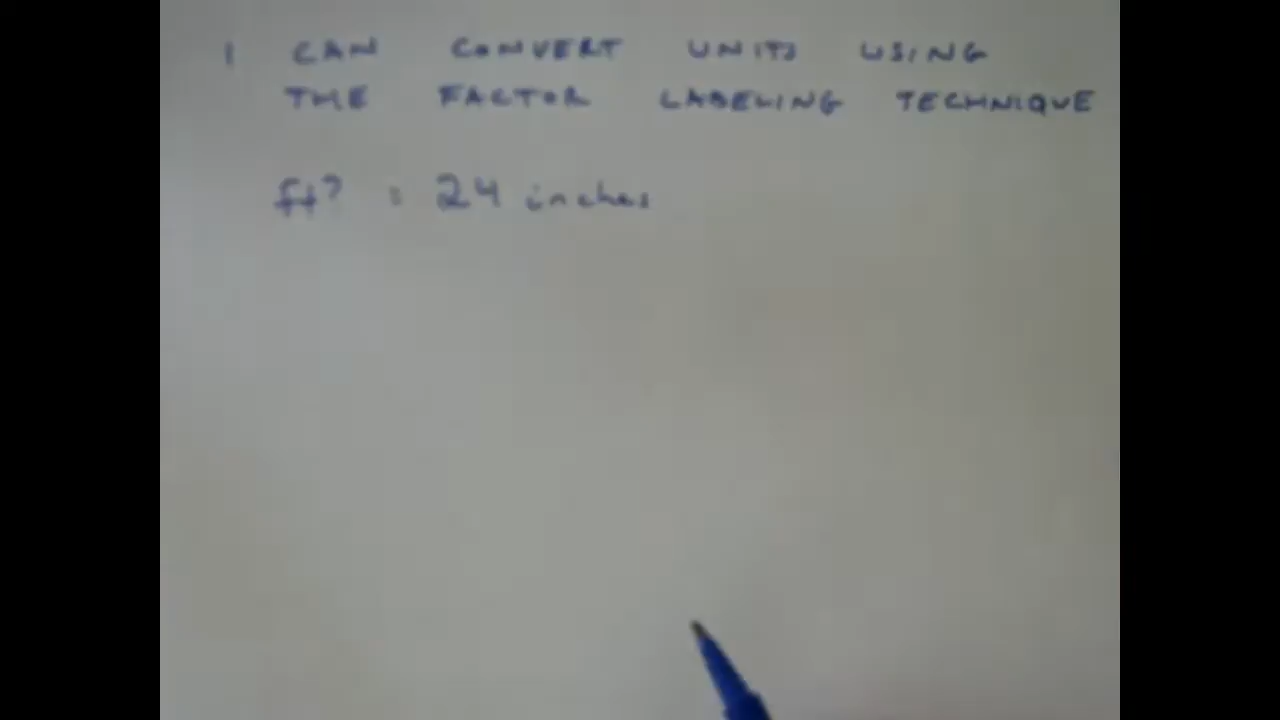 I CAN CONVERT UNITS USING
THE FACTOR LABELING TECHNIQUE
ft? = 24 inches